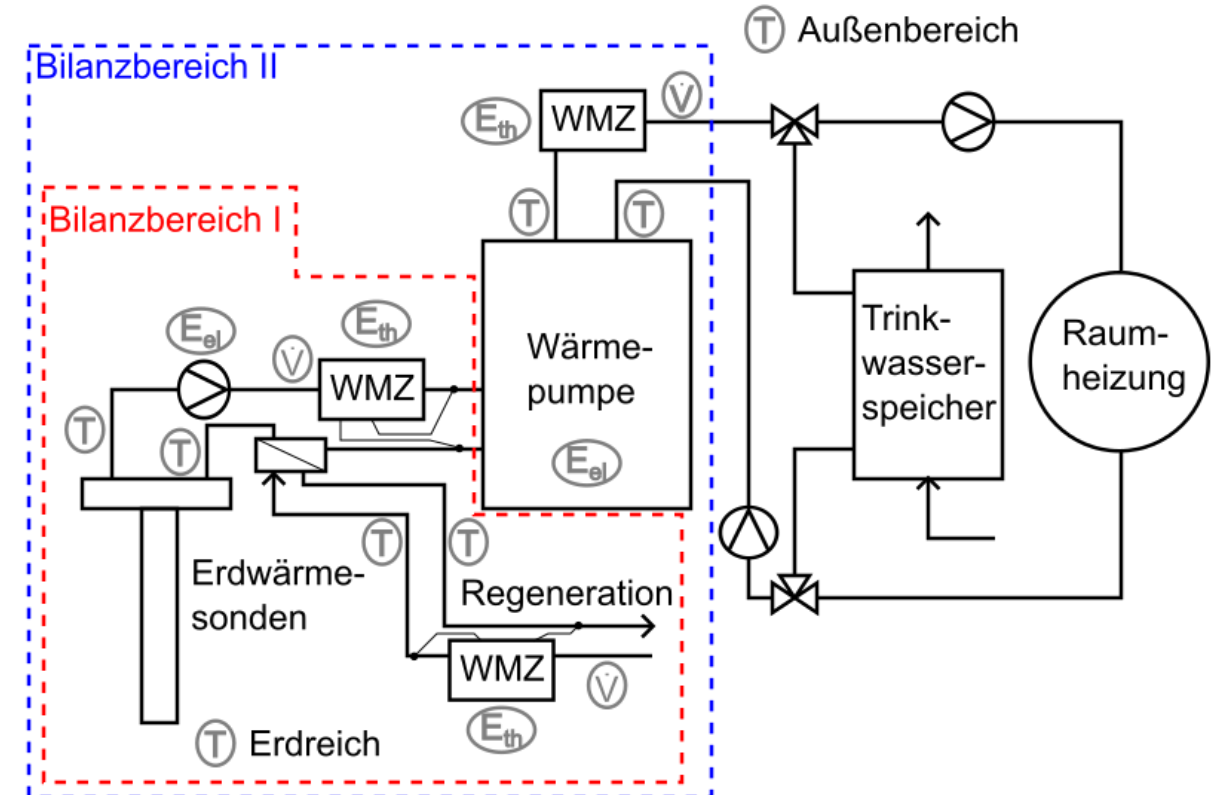 T Außenbereich
Bilanzbereich II
V̇
Eth WMZ
T T
Bilanzbereich I
Eel Eth
V̇
Wärme-
pumpe
WMZ
Trink-
wasser-
speicher
Raum-
heizung
T T
Eel
T T
Erdwärme-
sonden
Regeneration
WMZ
V̇
Eth
T Erdreich